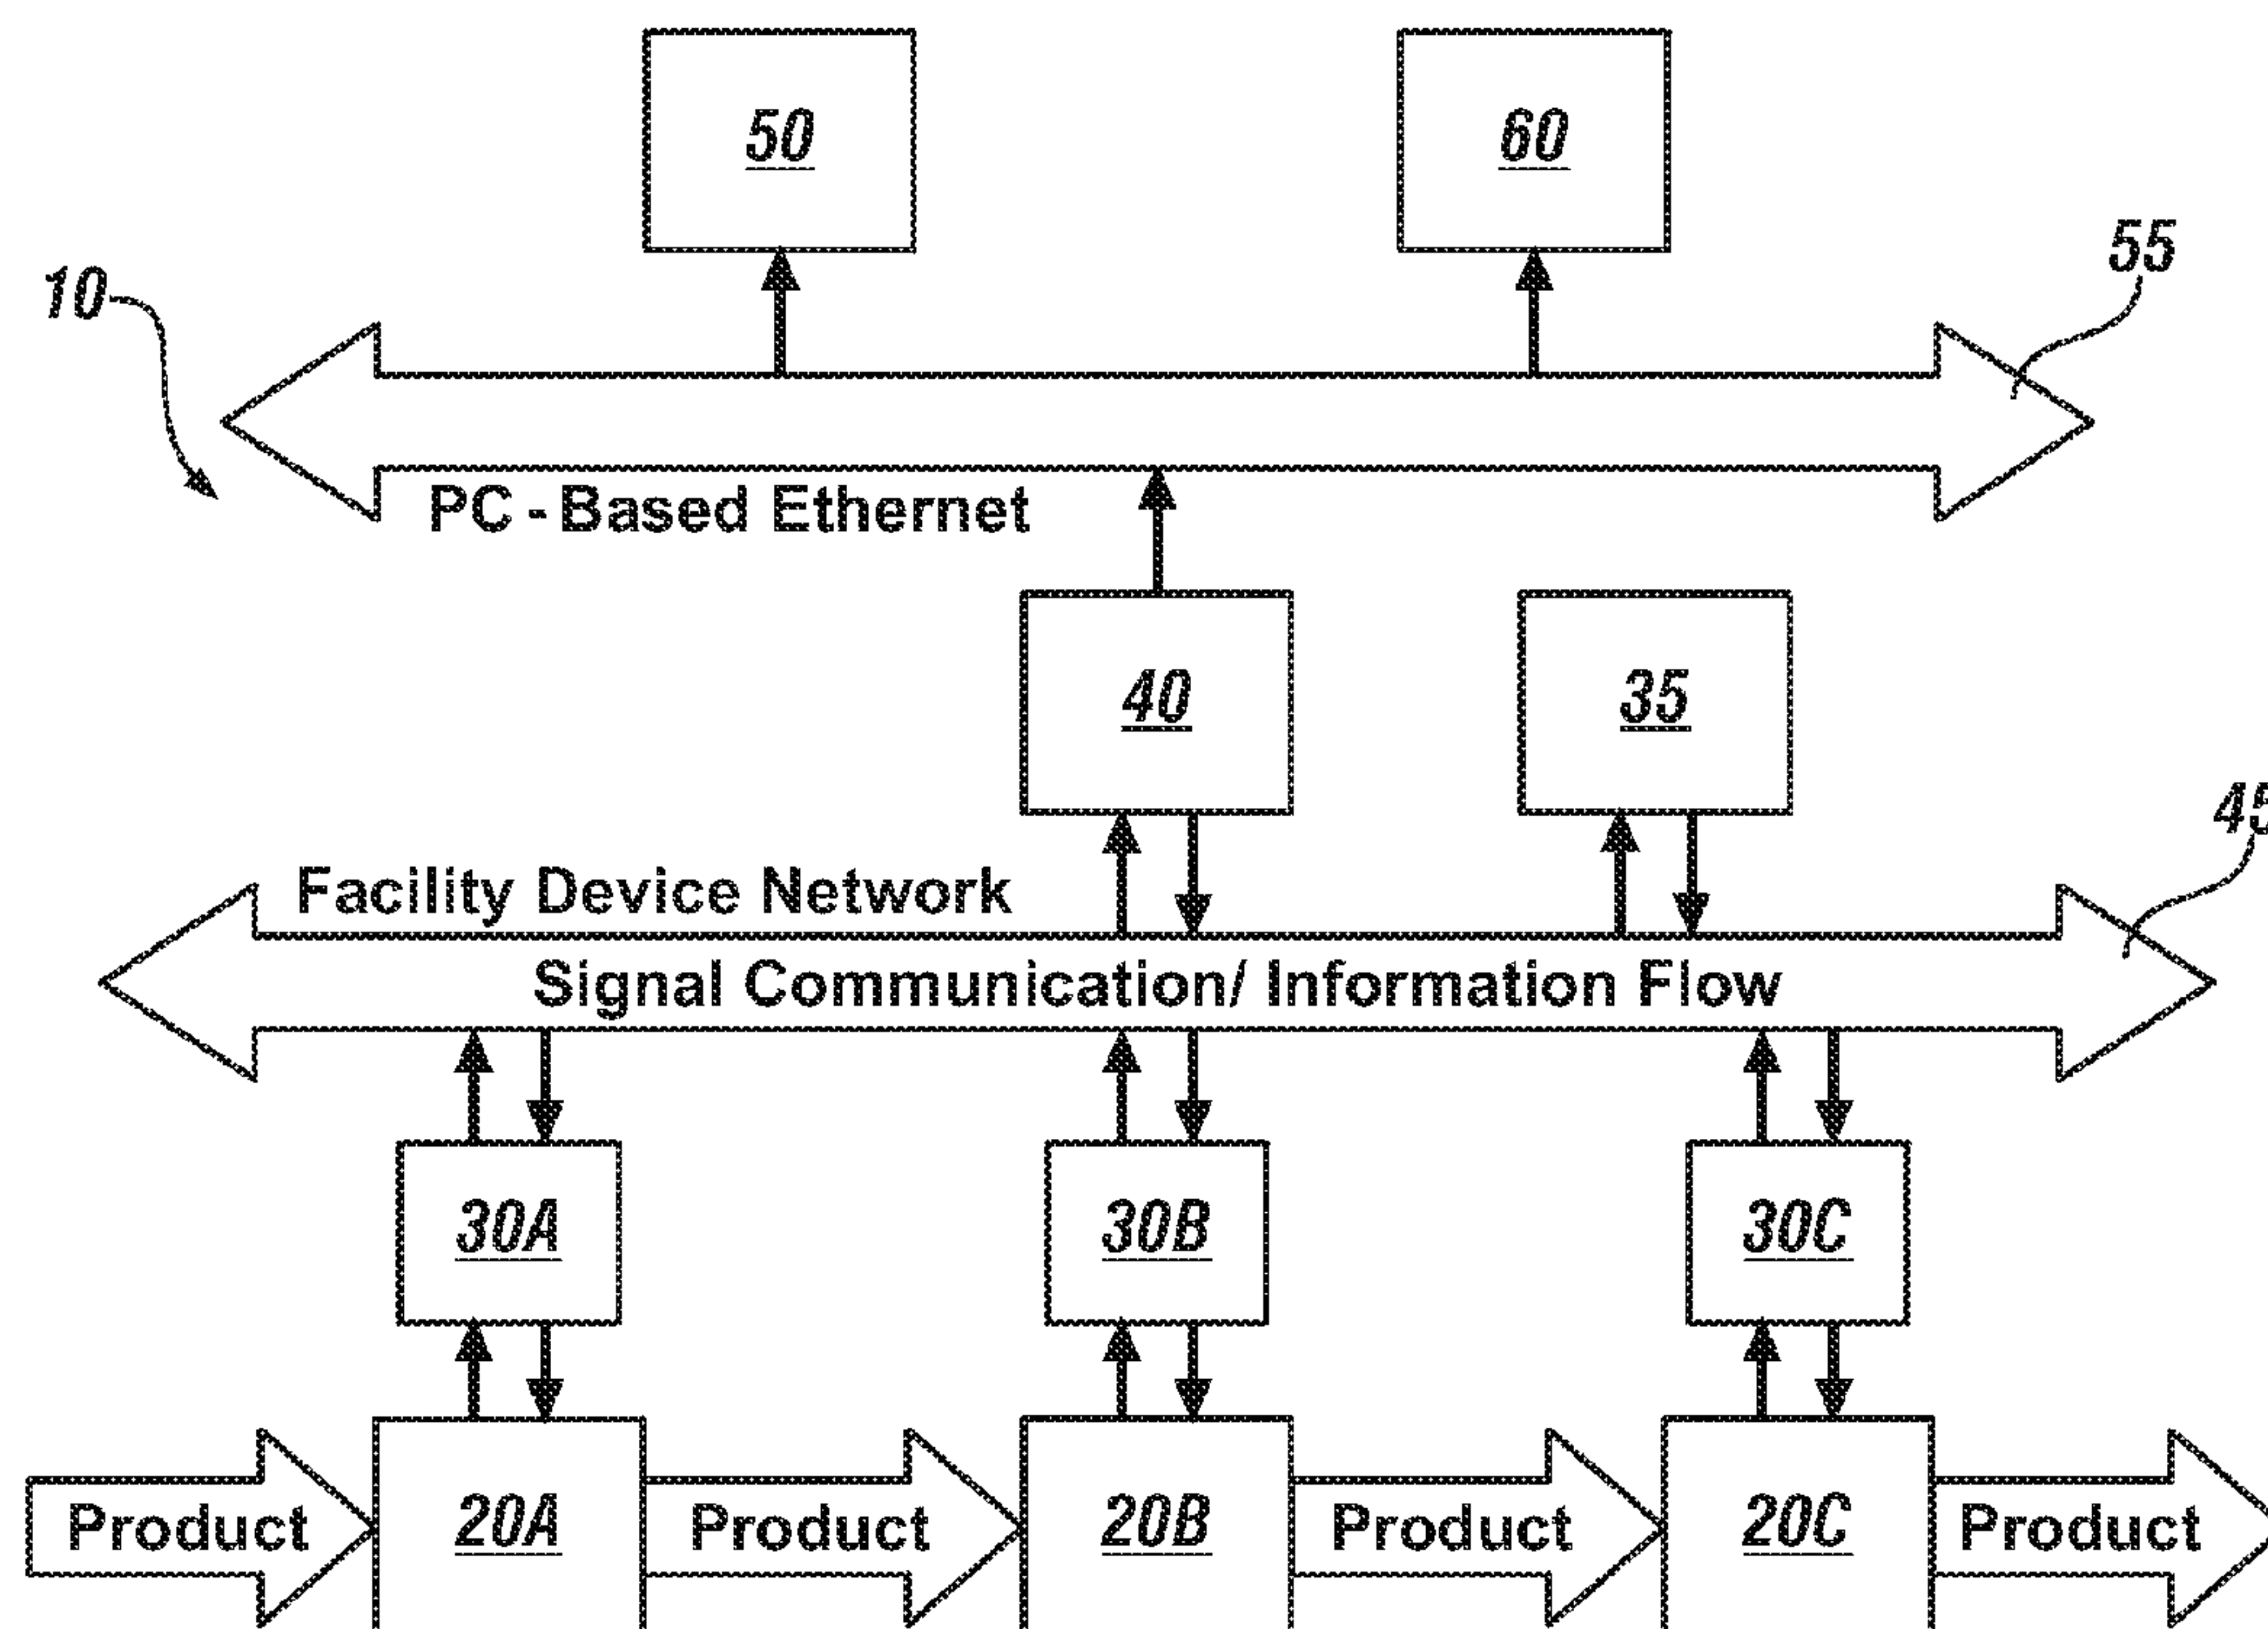 50
60
55
10
PC-Based Ethernet
40
35
45
Facility Device Network
Signal Communication/ Information Flow
30A
30B
30C
Product
20A
Product
20B
Product
20C
Product